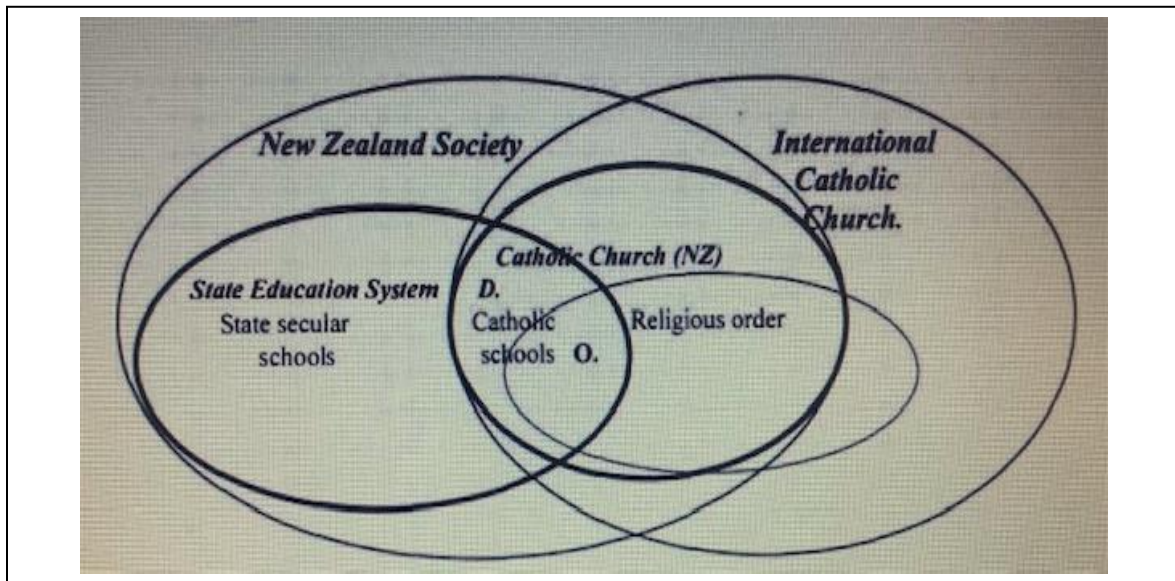 New Zealand Society
International
Catholic
Church.
Catholic Church (NZ)
State Education System
D.
State secular
schools
Catholic
schools O.
Religious order